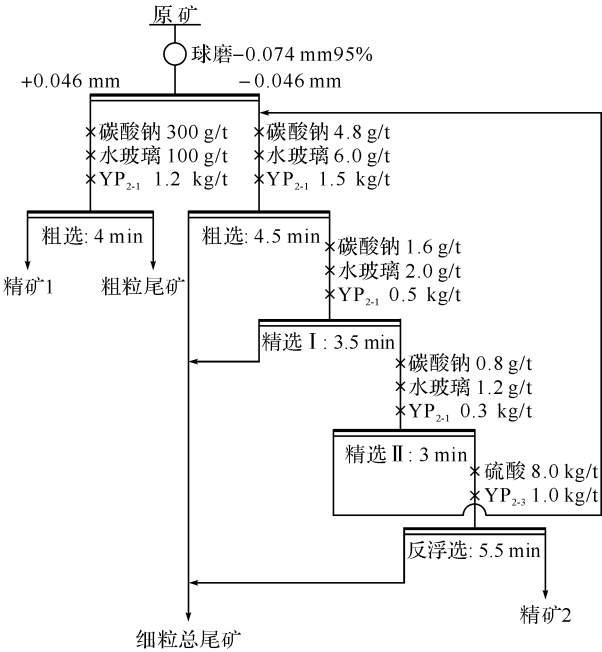 原矿
球磨-0.074 mm95%
+0.046 mm
-0.046mm
碳酸钠 300 g/t
水玻璃 100 g/t
YP2-1 1.2 kg/t
碳酸钠 4.8 g/t
水玻璃 6.0 g/t
YP2-1 1.5 kg/t
粗选: 4 min
粗选: 4.5 min
精矿1
粗粒尾矿
碳酸钠 1.6 g/t
水玻璃 2.0 g/t
YP2-1 0.5 kg/t
精选Ⅰ: 3.5 min
碳酸钠 0.8 g/t
水玻璃 1.2 g/t
YP2-1 0.3 kg/t
精选Ⅱ: 3 min
硫酸 8.0 kg/t
YP2-3 1.0 kg/t
反浮选: 5.5 min
精矿2
细粒总尾矿